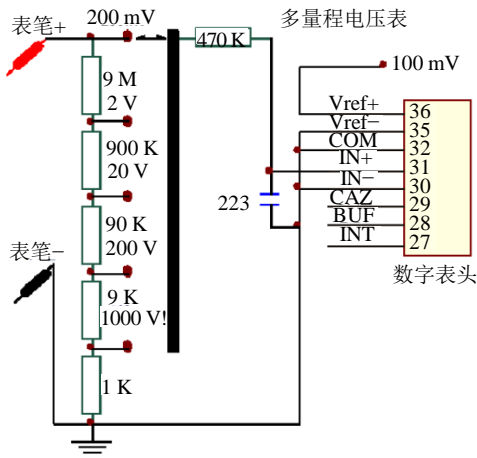 表笔+
200 mV
多量程电压表
470 K
100 mV
9 M
2 V
Vref+
36
Vref−
35
COM
32
900 K
20 V
IN+
31
IN−
30
223
CAZ
29
90 K
200 V
BUF
28
INT
27
表笔−
数字表头
9 K
1000 V!
1 K